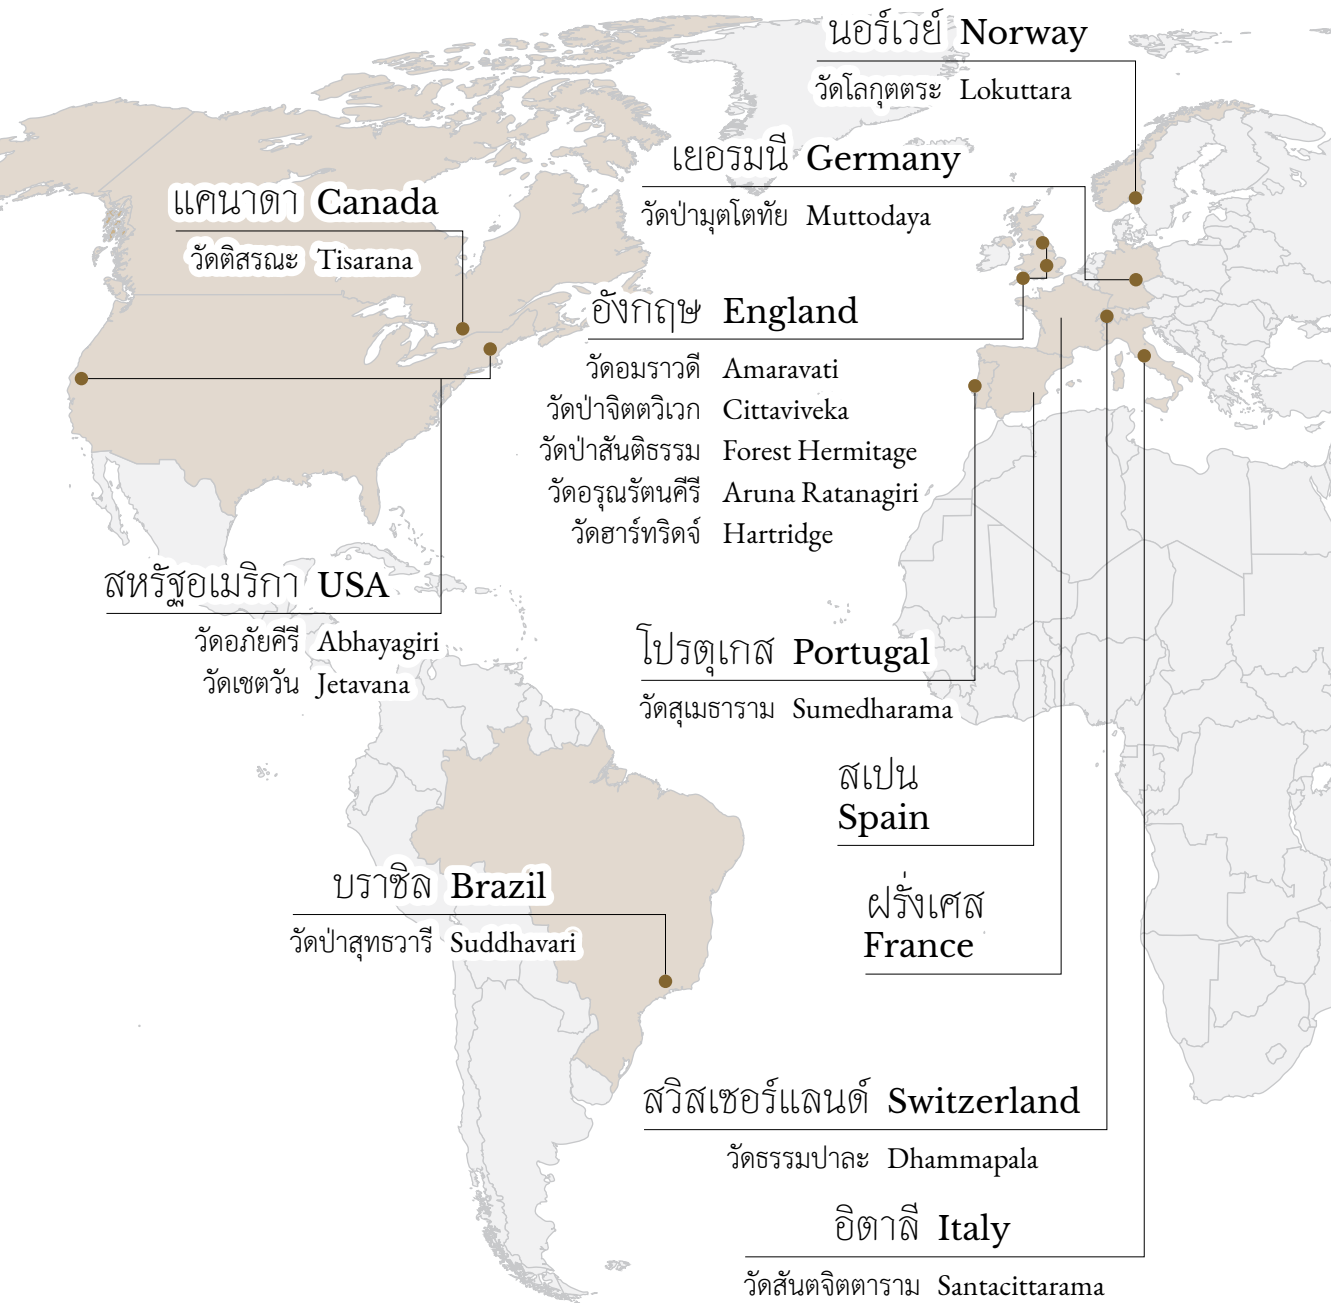 นอร์เวย์ Norway
วัดโลกุตตระ Lokuttara
เยอรมนี Germany
วัดป่ามุตโตทัย Muttodaya
แคนาดา Canada
วัดติสรณะ Tisarana
อังกฤษ England
วัดอมราวดี Amaravati
วัดป่าจิตตวิเวก Cittaviveka
วัดป่าสันติธรรม Forest Hermitage
วัดอรุณรัตนคีรี Aruna Ratanagiri
วัดฮาร์ทริดจ์ Hartridge
สหรัฐอเมริกา USA
วัดอภัยคีรี Abhayagiri
วัดเชตวัน Jetavana
โปรตุเกส Portugal
วัดสุเมธาราม Sumedharama
สเปน
Spain
บราซิล Brazil
วัดป่าสุทธวารี Suddhavari
ฝรั่งเศส
France
สวิสเซอร์แลนด์ Switzerland
วัดธรรมปาละ Dhammapala
อิตาลี Italy
วัดสันตจิตตาราม Santacittarama